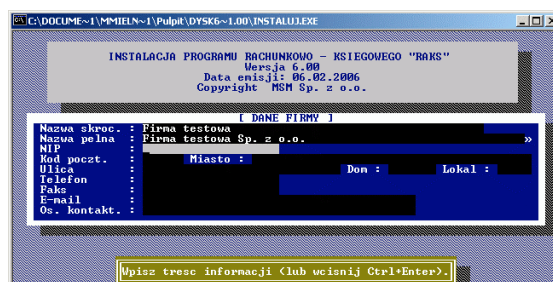 C:\DOCUME~1\MMIELN~1\Pulpit\DYSK6~1.00\INSTALUJ.EXE
INSTALACJA PROGRAMU RACHUNKOWO - KSIEGOWEGO "RAKS"
Wersja 6.00
Data emisji: 06.02.2006
Copyright MSM Sp. z o.o.
[ DANE FIRMY ]
Nazwa skroc. : Firma testowa
Nazwa pelna : Firma testowa Sp. z o.o. »
NIP :
Kod poczt. : Miasto :
Ulica : Dom : Lokal :
Telefon :
Faks :
E-mail :
Os. kontakt. :
Wpisz tresc informacji (lub wcisnij Ctrl+Enter).